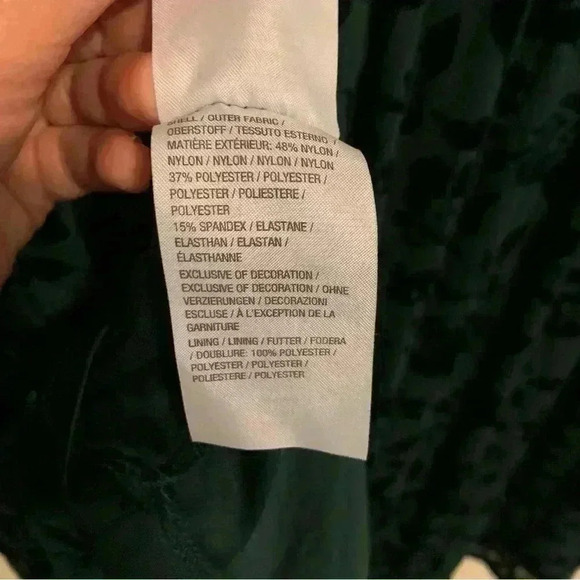 SHELL / OUTER FABRIC /
OBERSTOFF / TESSUTO ESTERNO /
MATIÈRE EXTÉRIEUR: 48% NYLON /
NYLON / NYLON / NYLON / NYLON
37% POLYESTER / POLYESTER /
POLYESTER / POLIESTERE /
POLYESTER
15% SPANDEX / ELASTANE /
ELASTHAN / ELASTAN /
ÉLASTHANNE
EXCLUSIVE OF DECORATION /
EXCLUSIVE OF DECORATION / OHNE
VERZIERUNGEN / DECORAZIONI
ESCLUSE / À L'EXCEPTION DE LA
GARNITURE
LINING / LINING / FUTTER / FODERA
/ DOUBLURE: 100% POLYESTER /
POLYESTER / POLYESTER /
POLIESTERE / POLYESTER